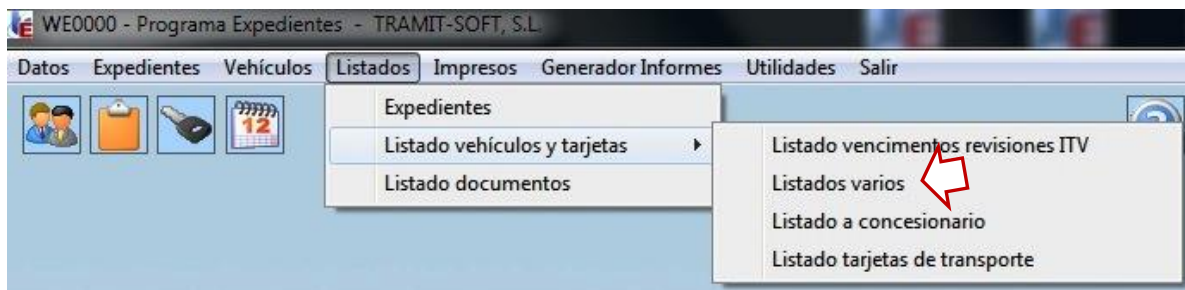 WE0000 - Programa Expedientes - TRAMIT-SOFT, S.L.
Datos Expedientes Vehículos Listados Impresos Generador Informes Utilidades Salir
12
Expedientes
Listado vehículos y tarjetas
Listado documentos
Listado vencimentos revisiones ITV
Listados varios
Listado a concesionario
Listado tarjetas de transporte